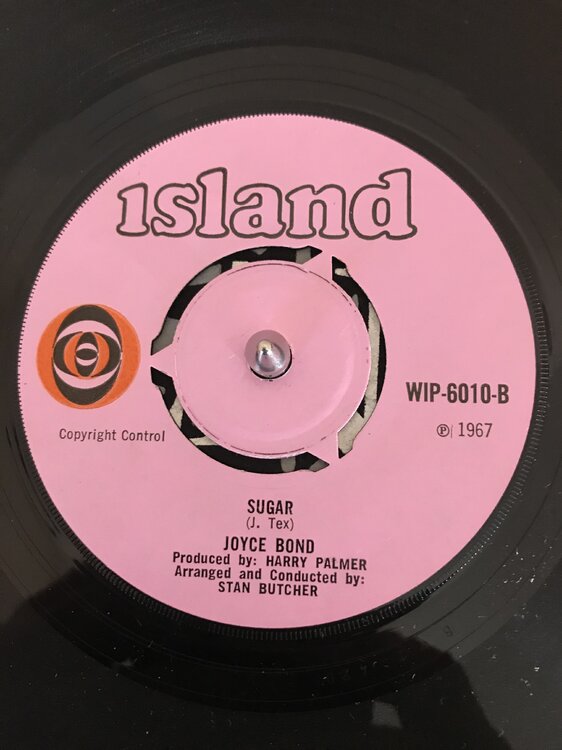 island
WIP-6010-B
Copyright Control
Ⓟ 1967
SUGAR
(J. Tex)
JOYCE BOND
Produced by: HARRY PALMER
Arranged and Conducted by:
STAN BUTCHER